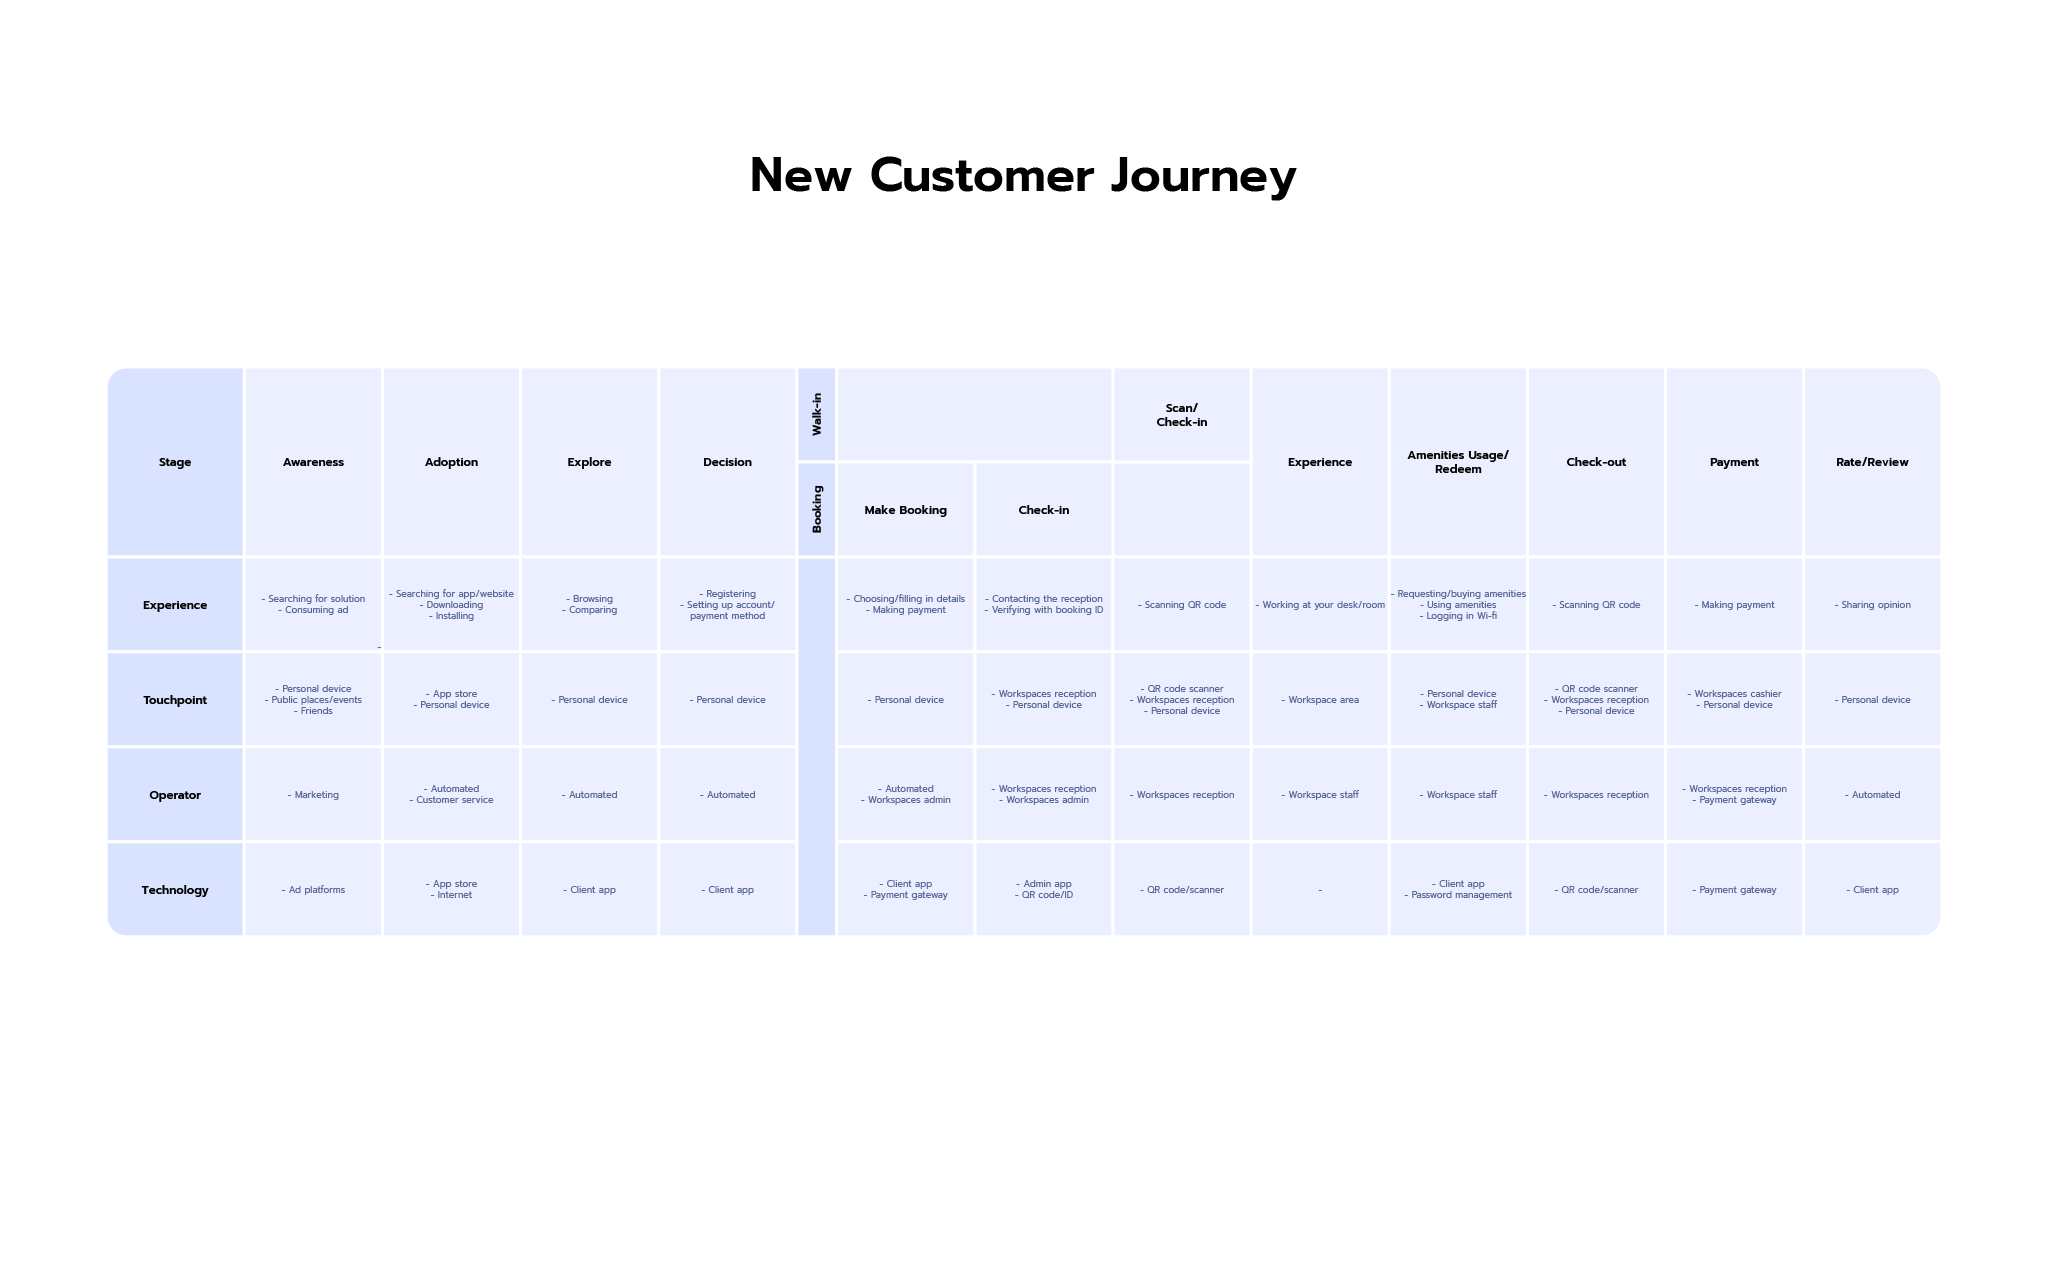 New Customer Journey
Stage
Awareness
Adoption
Explore
Decision
Walk-in
Scan/
Check-in
Booking
Make Booking
Check-in
Experience
Amenities Usage/
Redeem
Check-out
Payment
Rate/Review
Experience
- Searching for solution
- Consuming ad
-
- Searching for app/website
- Downloading
- Installing
- Browsing
- Comparing
- Registering
- Setting up account/
payment method
- Choosing/filling in details
- Making payment
- Contacting the reception
- Verifying with booking ID
- Scanning QR code
- Working at your desk/room
- Requesting/buying amenities
- Using amenities
- Logging in Wi-fi
- Scanning QR code
- Making payment
- Sharing opinion
Touchpoint
- Personal device
- Public places/events
- Friends
- App store
- Personal device
- Personal device
- Personal device
- Personal device
- Workspaces reception
- Personal device
- QR code scanner
- Workspaces reception
- Personal device
- Workspace area
- Personal device
- Workspace staff
- QR code scanner
- Workspaces reception
- Personal device
- Workspaces cashier
- Personal device
- Personal device
Operator
- Marketing
- Automated
- Customer service
- Automated
- Automated
- Automated
- Workspaces admin
- Workspaces reception
- Workspaces admin
- Workspaces reception
- Workspace staff
- Workspace staff
- Workspaces reception
- Workspaces reception
- Payment gateway
- Automated
Technology
- Ad platforms
- App store
- Internet
- Client app
- Client app
- Client app
- Payment gateway
- Admin app
- QR code/ID
- QR code/scanner
-
- Client app
- Password management
- QR code/scanner
- Payment gateway
- Client app